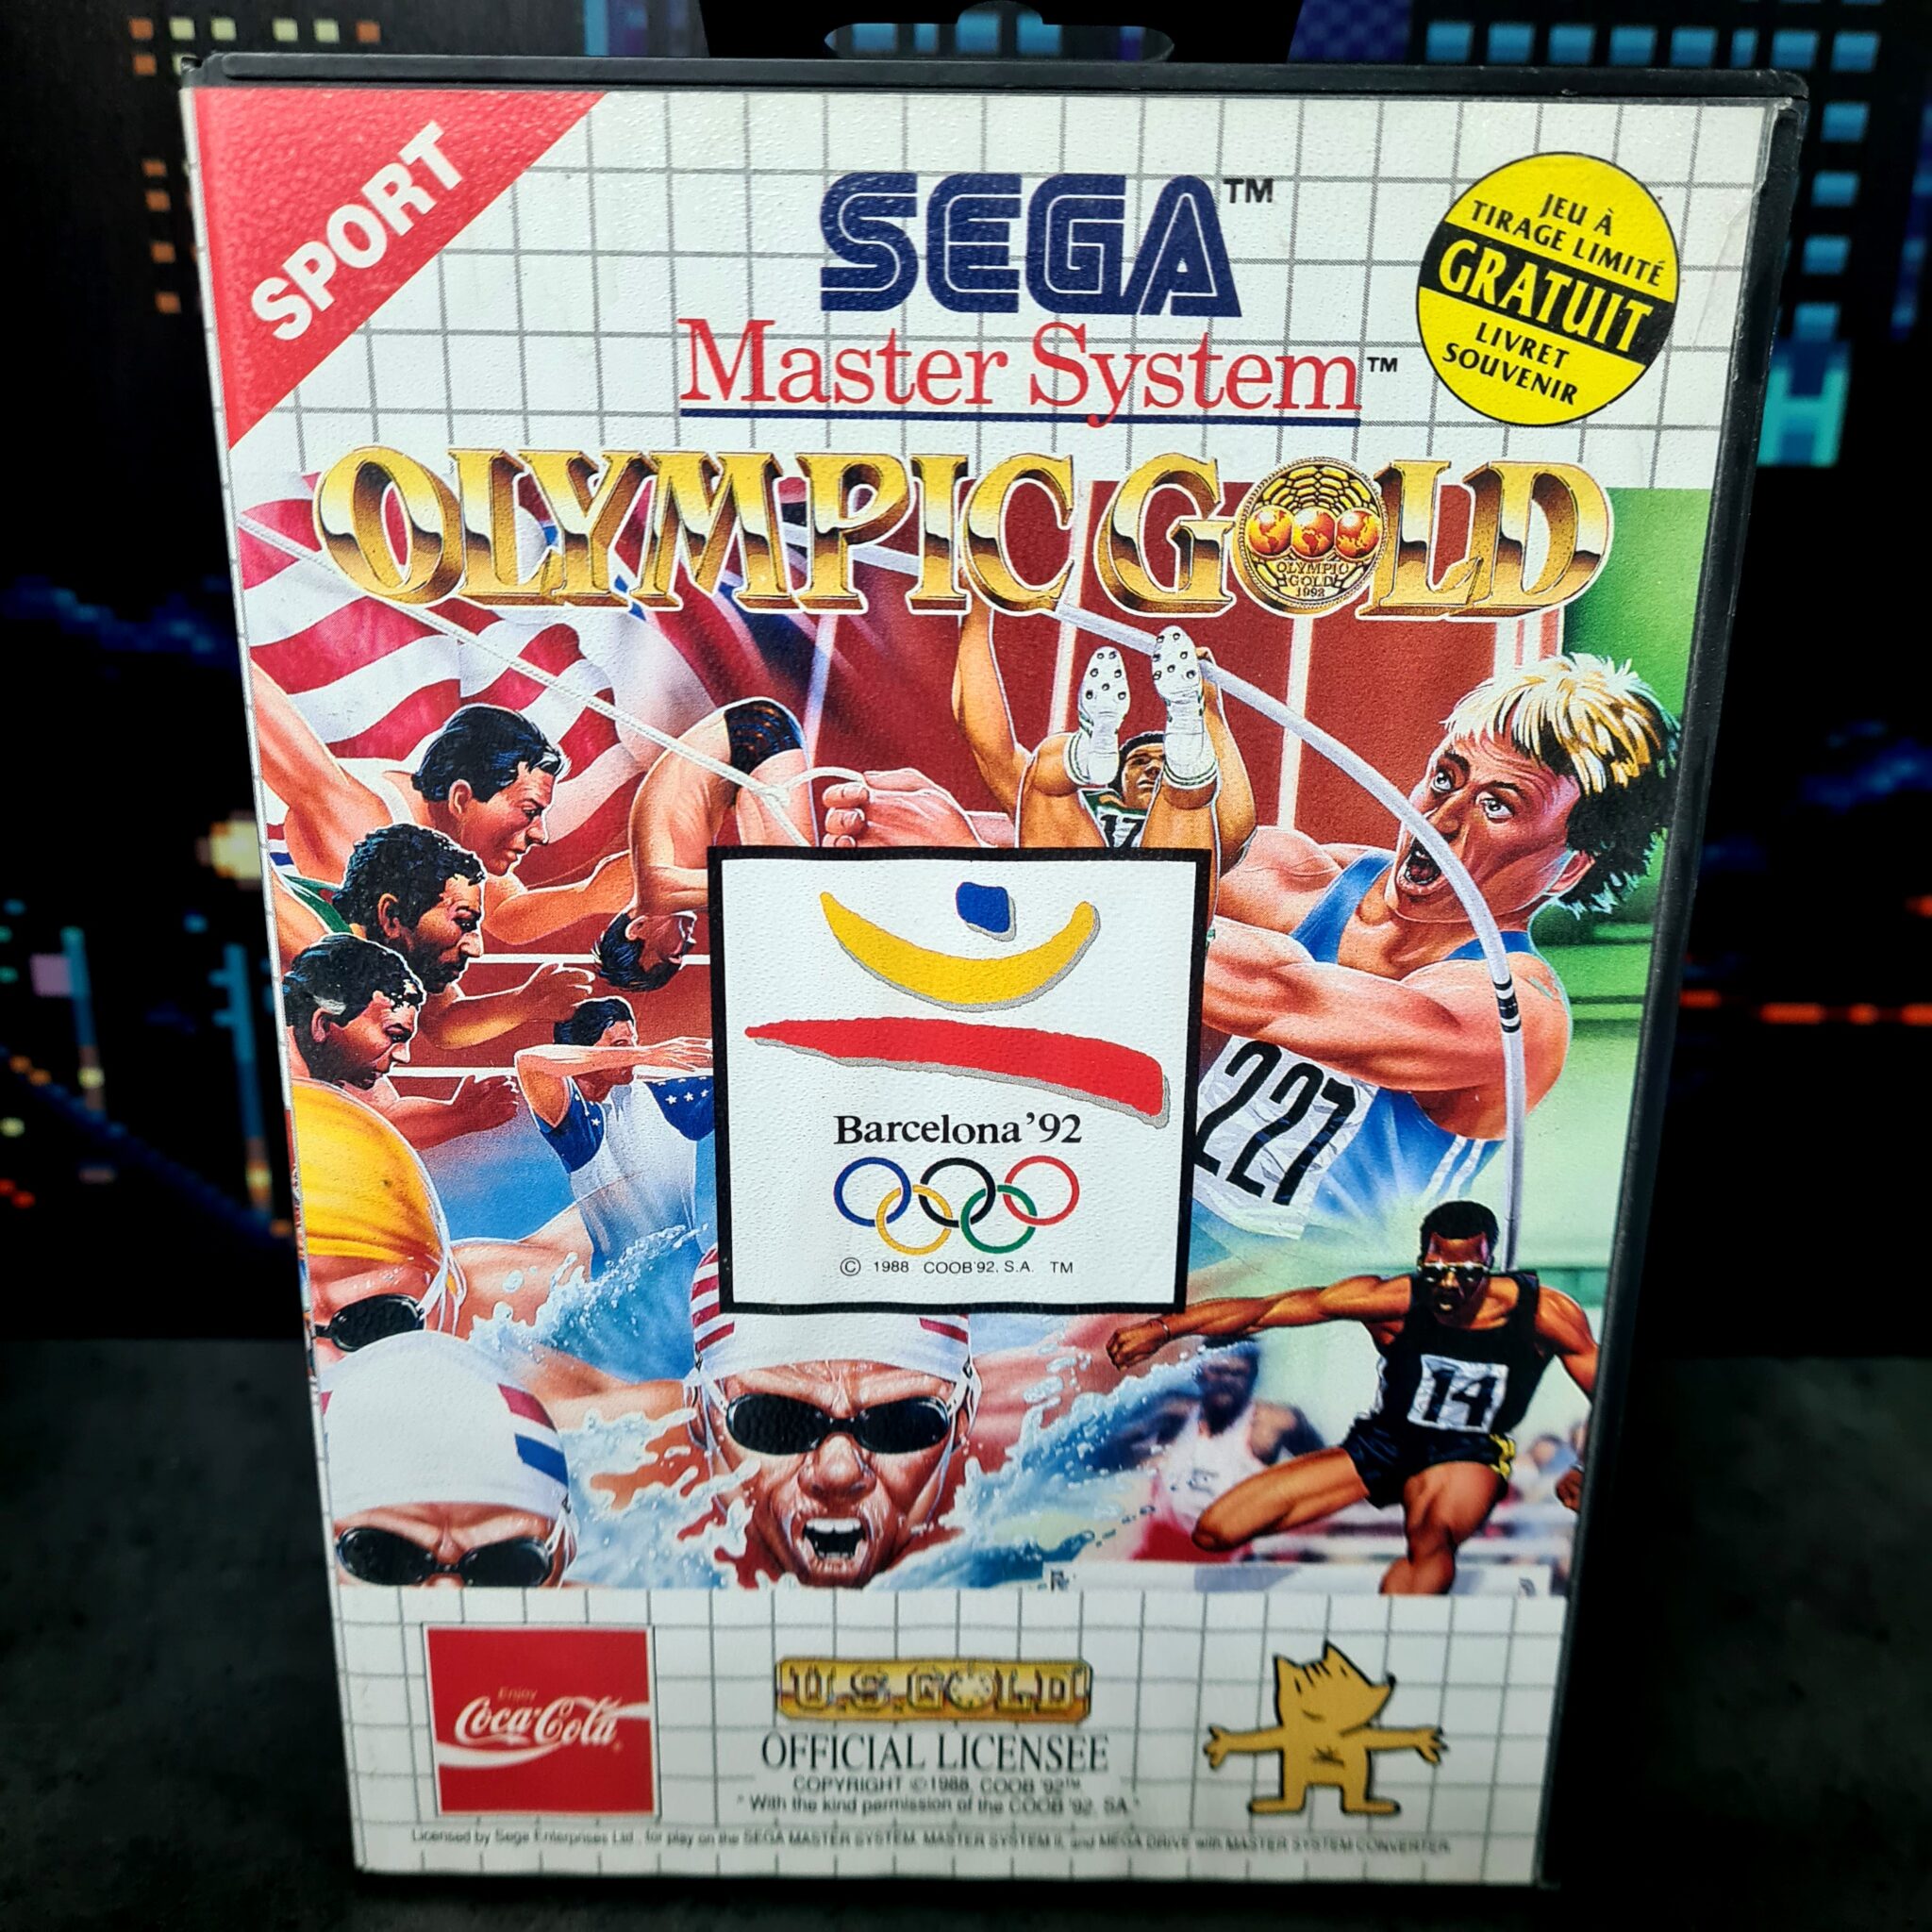 SPORT
SEGA™
Master System™
JEU À
TIRAGE LIMITÉ
GRATUIT
LIVRET
SOUVENIR
OLYMPIC GOLD
OLYMPIC
GOLD
1992
17
227
Barcelona '92
© 1988 COOB'92, S.A. TM
14
Enjoy
Coca-Cola
U.S. GOLD
OFFICIAL LICENSEE
COPYRIGHT © 1988, COOB '92™
"With the kind permission of the COOB '92, SA."
Licensed by Sega Enterprises Ltd., for play on the SEGA MASTER SYSTEM, MASTER SYSTEM II, and MEGA DRIVE with MASTER SYSTEM CONVERTER.